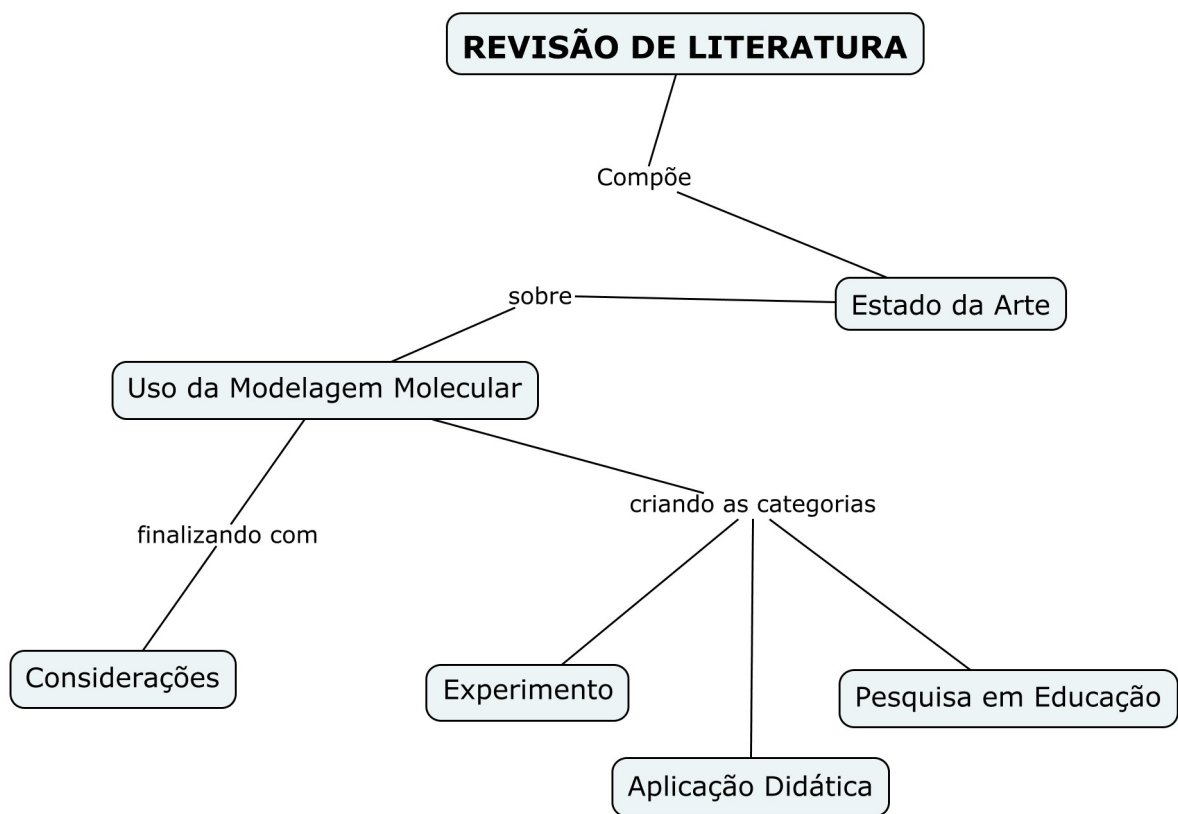 REVISÃO DE LITERATURA
Compõe
sobre
Estado da Arte
Uso da Modelagem Molecular
criando as categorias
finalizando com
Considerações
Experimento
Pesquisa em Educação
Aplicação Didática